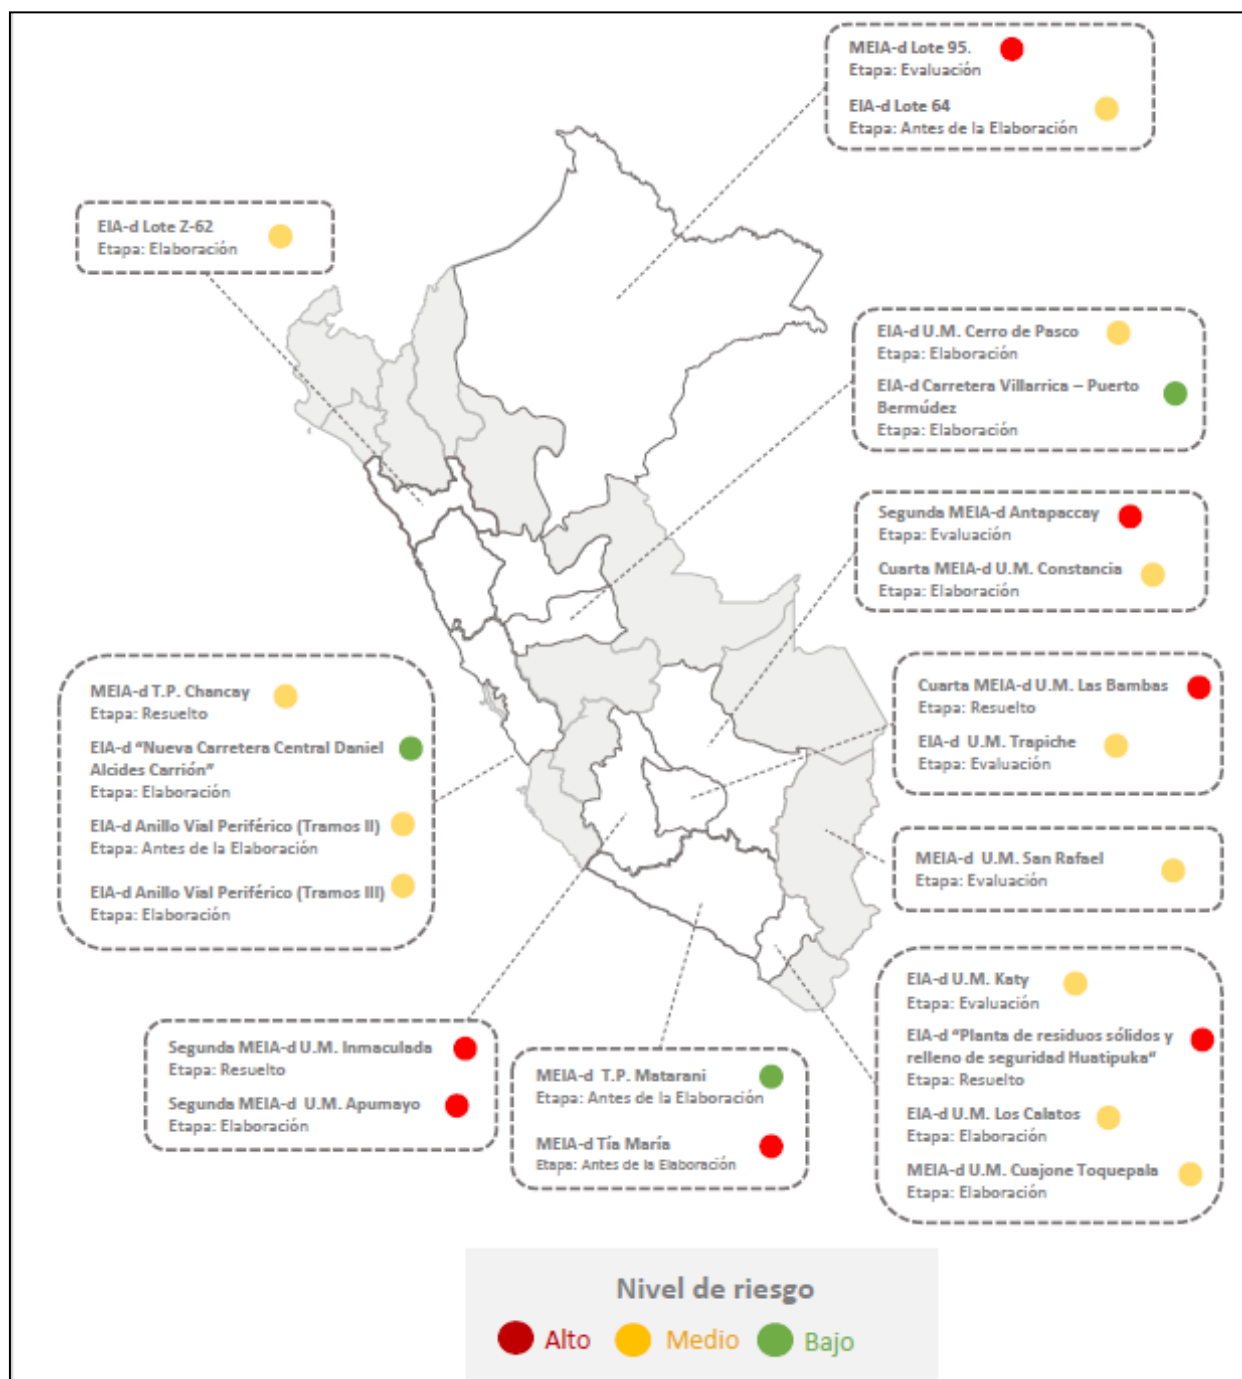 MEIA-d Lote 95.
Etapa: Evaluación
EIA-d Lote 64
Etapa: Antes de la Elaboración
EIA-d Lote Z-62
Etapa: Elaboración
EIA-d U.M. Cerro de Pasco
Etapa: Elaboración
EIA-d Carretera Villarrica – Puerto
Bermúdez
Etapa: Elaboración
Segunda MEIA-d Antapaccay
Etapa: Evaluación
Cuarta MEIA-d U.M. Constancia
Etapa: Elaboración
MEIA-d T.P. Chancay
Etapa: Resuelto
EIA-d “Nueva Carretera Central Daniel
Alcides Carrión”
Etapa: Elaboración
EIA-d Anillo Vial Periférico (Tramos II)
Etapa: Antes de la Elaboración
EIA-d Anillo Vial Periférico (Tramos III)
Etapa: Elaboración
Cuarta MEIA-d U.M. Las Bambas
Etapa: Resuelto
EIA-d U.M. Trapiche
Etapa: Evaluación
MEIA-d U.M. San Rafael
Etapa: Evaluación
Segunda MEIA-d U.M. Inmaculada
Etapa: Resuelto
Segunda MEIA-d U.M. Apumayo
Etapa: Elaboración
MEIA-d T.P. Matarani
Etapa: Antes de la Elaboración
MEIA-d Tía María
Etapa: Antes de la Elaboración
EIA-d U.M. Katy
Etapa: Evaluación
EIA-d “Planta de residuos sólidos y
relleno de seguridad Huatipuka“
Etapa: Resuelto
EIA-d U.M. Los Calatos
Etapa: Elaboración
MEIA-d U.M. Cuajone Toquepala
Etapa: Elaboración
Nivel de riesgo
Alto Medio Bajo